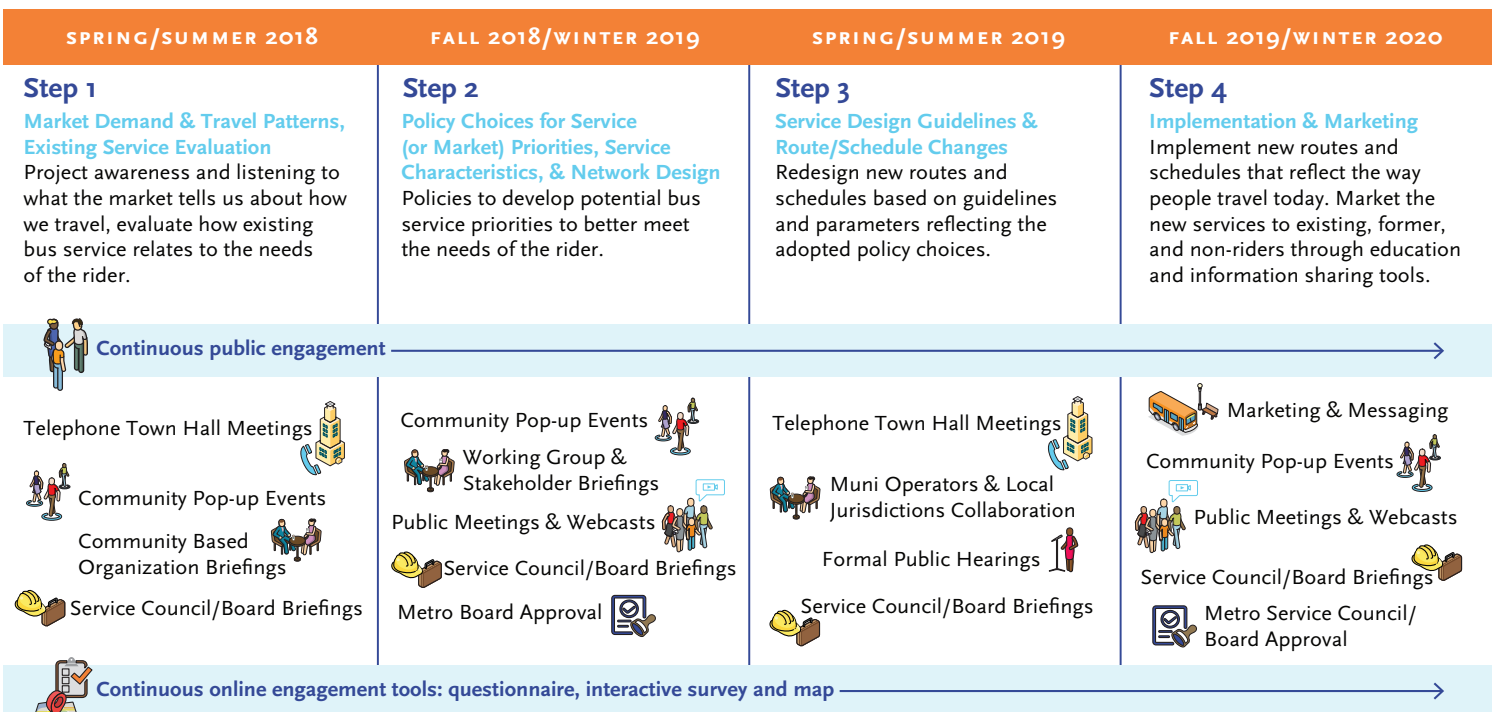 SPRING/SUMMER 2018
FALL 2018/WINTER 2019
SPRING/SUMMER 2019
FALL 2019/WINTER 2020
Step 1
Market Demand & Travel Patterns,
Existing Service Evaluation
Project awareness and listening to
what the market tells us about how
we travel, evaluate how existing
bus service relates to the needs
of the rider.
Step 2
Policy Choices for Service
(or Market) Priorities, Service
Characteristics, & Network Design
Policies to develop potential bus
service priorities to better meet
the needs of the rider.
Step 3
Service Design Guidelines &
Route/Schedule Changes
Redesign new routes and
schedules based on guidelines
and parameters reflecting the
adopted policy choices.
Step 4
Implementation & Marketing
Implement new routes and
schedules that reflect the way
people travel today. Market the
new services to existing, former,
and non-riders through education
and information sharing tools.
Continuous public engagement
Telephone Town Hall Meetings
Community Pop-up Events
Community Based
Organization Briefings
Service Council/Board Briefings
Community Pop-up Events
Working Group &
Stakeholder Briefings
Public Meetings & Webcasts
Service Council/Board Briefings
Metro Board Approval
Telephone Town Hall Meetings
Muni Operators & Local
Jurisdictions Collaboration
Formal Public Hearings
Service Council/Board Briefings
Marketing & Messaging
Community Pop-up Events
Public Meetings & Webcasts
Service Council/Board Briefings
Metro Service Council/
Board Approval
Continuous online engagement tools: questionnaire, interactive survey and map